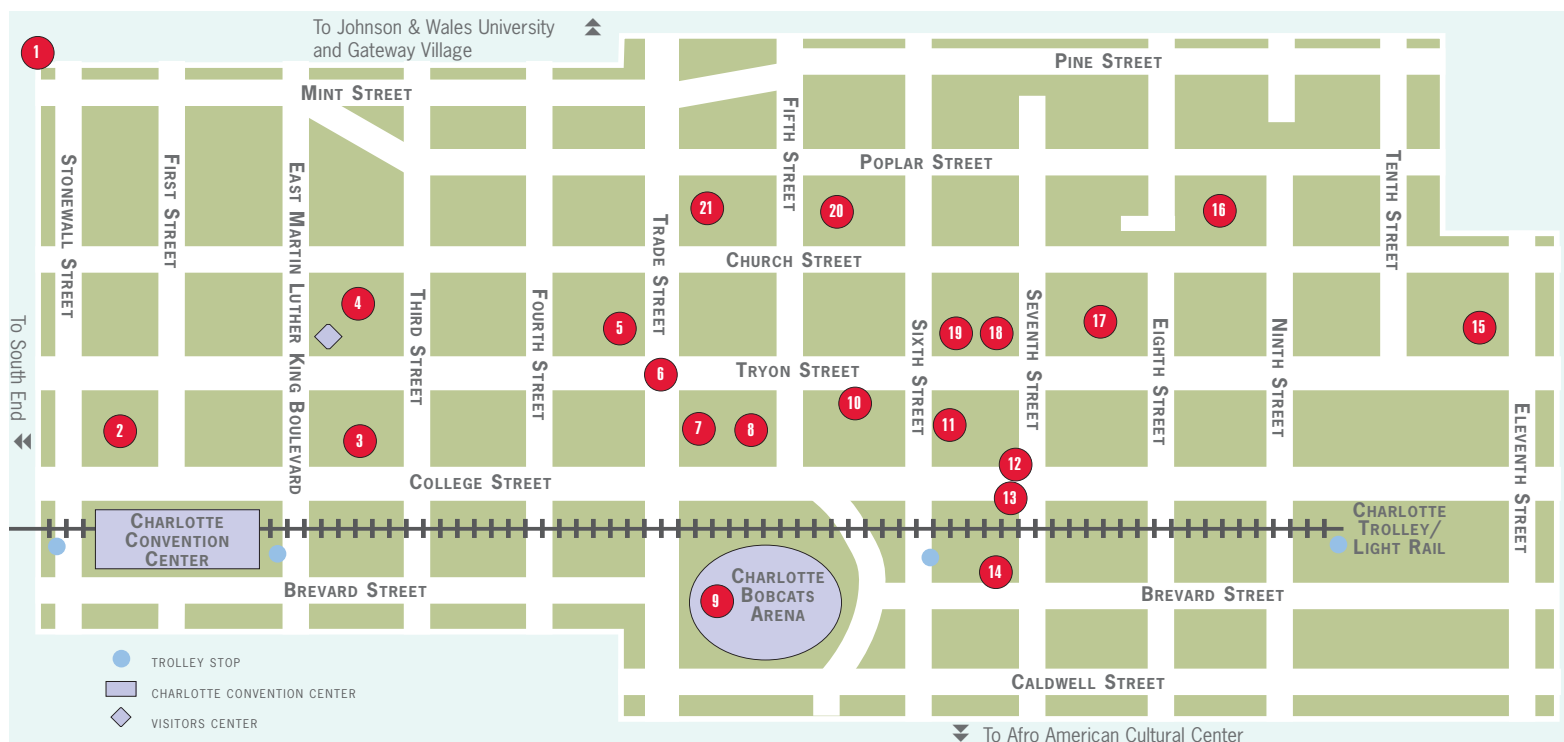 To Johnson & Wales University
and Gateway Village
1
PINE STREET
MINT STREET
FIFTH STREET
POPLAR STREET
STONEWALL STREET
FIRST STREET
EAST MARTIN LUTHER KING BOULEVARD
TENTH STREET
21
20
16
TRADE STREET
CHURCH STREET
4
THIRD STREET
FOURTH STREET
5
SIXTH STREET
19
18
SEVENTH STREET
17
EIGHTH STREET
NINTH STREET
15
To South End
6
TRYON STREET
2
3
7
8
10
11
ELEVENTH STREET
12
COLLEGE STREET
13
CHARLOTTE
CONVENTION
CENTER
CHARLOTTE
TROLLEY/
LIGHT RAIL
14
BREVARD STREET
9
CHARLOTTE
BOBCATS
ARENA
BREVARD STREET
TROLLEY STOP
CHARLOTTE CONVENTION CENTER
VISITORS CENTER
CALDWELL STREET
To Afro American Cultural Center